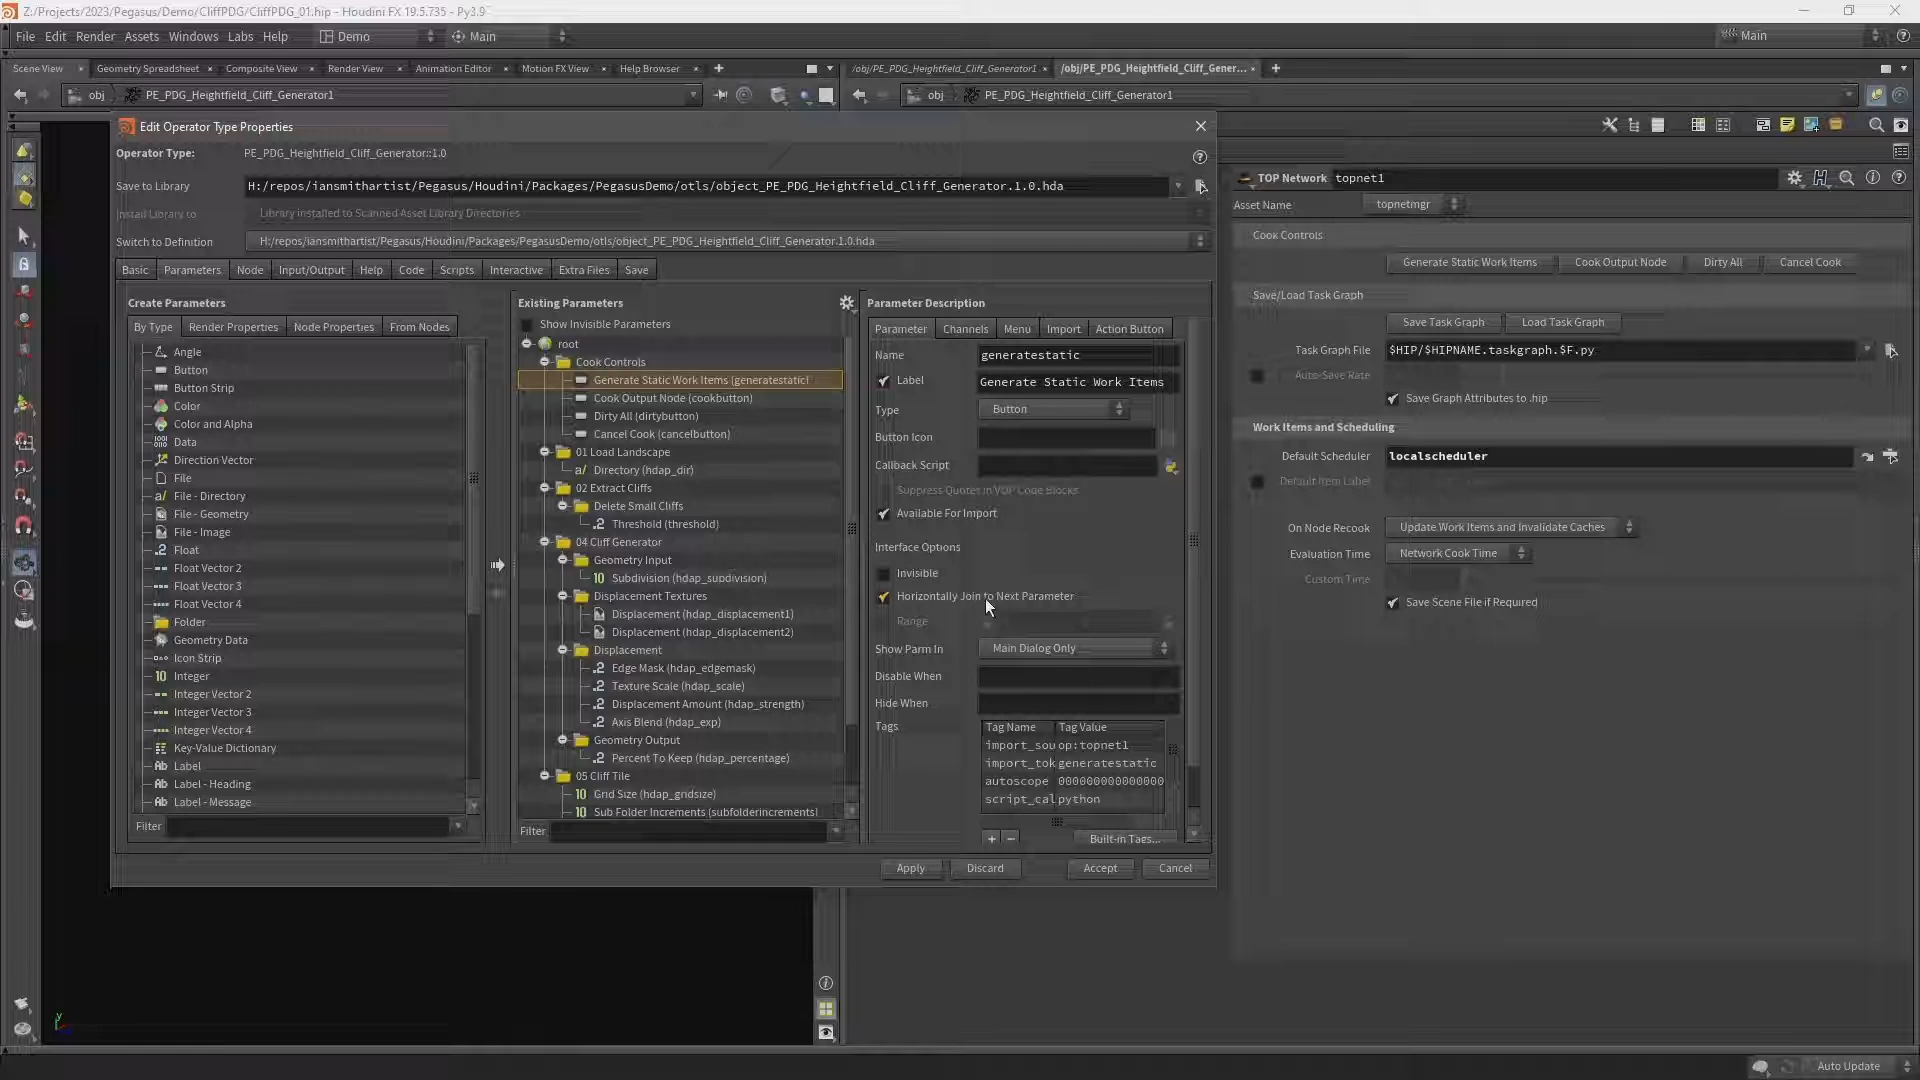 Z:/Projects/2023/Pegasus/Demo/CliffPDG/CliffPDG_01.hip - Houdini FX 19.5.735 - Py3.9
File Edit Render Assets Windows Labs Help Demo Main Main
Scene View Geometry Spreadsheet Composite View Render View Animation Editor Motion FX View Help Browser
/obj/PE_PDG_Heightfield_Cliff_Generator1 /obj/PE_PDG_Heightfield_Cliff_Gener...
obj PE_PDG_Heightfield_Cliff_Generator1
obj PE_PDG_Heightfield_Cliff_Generator1
Edit Operator Type Properties
Operator Type: PE_PDG_Heightfield_Cliff_Generator::1.0
Save to Library H:/repos/iansmithartist/Pegasus/Houdini/Packages/PegasusDemo/otls/object_PE_PDG_Heightfield_Cliff_Generator.1.0.hda
Install Library to Library installed to Scanned Asset Library Directories
Switch to Definition H:/repos/iansmithartist/Pegasus/Houdini/Packages/PegasusDemo/otls/object_PE_PDG_Heightfield_Cliff_Generator.1.0.hda
Basic Parameters Node Input/Output Help Code Scripts Interactive Extra Files Save
Create Parameters
By Type Render Properties Node Properties From Nodes
Angle
Button
Button Strip
Color
Color and Alpha
Data
Direction Vector
File
File - Directory
File - Geometry
File - Image
Float
Float Vector 2
Float Vector 3
Float Vector 4
Folder
Geometry Data
Icon Strip
Integer
Integer Vector 2
Integer Vector 3
Integer Vector 4
Key-Value Dictionary
Label
Label - Heading
Label - Message
Filter
Existing Parameters
Show Invisible Parameters
root
Cook Controls
Generate Static Work Items (generatestatic)
Cook Output Node (cookbutton)
Dirty All (dirtybutton)
Cancel Cook (cancelbutton)
01 Load Landscape
Directory (hdap_dir)
02 Extract Cliffs
Delete Small Cliffs
Threshold (threshold)
04 Cliff Generator
Geometry Input
Subdivision (hdap_subdivision)
Displacement Textures
Displacement (hdap_displacement1)
Displacement (hdap_displacement2)
Displacement
Edge Mask (hdap_edgemask)
Texture Scale (hdap_scale)
Displacement Amount (hdap_strength)
Axis Blend (hdap_exp)
Geometry Output
Percent To Keep (hdap_percentage)
05 Cliff Tile
Grid Size (hdap_gridsize)
Sub Folder Increments (subfolderincrements)
Filter
Parameter Description
Parameter Channels Menu Import Action Button
Name generatestatic
Label Generate Static Work Items
Type Button
Button Icon
Callback Script
Suppress Quotes in VOP Code Blocks
Available For Import
Interface Options
Invisible
Horizontally Join to Next Parameter
Range
Show Parm In Main Dialog Only
Disable When
Hide When
Tags Tag Name Tag Value
import_sou op:topnet1
import_tok generatestatic
autoscope 0000000000000000
script_cal python
+ − Built-in Tags...
Apply Discard Accept Cancel
TOP Network topnet1
Asset Name topnetmgr
Cook Controls
Generate Static Work Items Cook Output Node Dirty All Cancel Cook
Save/Load Task Graph
Save Task Graph Load Task Graph
Task Graph File $HIP/$HIPNAME.taskgraph.$F.py
Auto-Save Rate
Save Graph Attributes to .hip
Work Items and Scheduling
Default Scheduler localscheduler
Default Item Label
On Node Recook Update Work Items and Invalidate Caches
Evaluation Time Network Cook Time
Custom Time
Save Scene File if Required
y
Auto Update